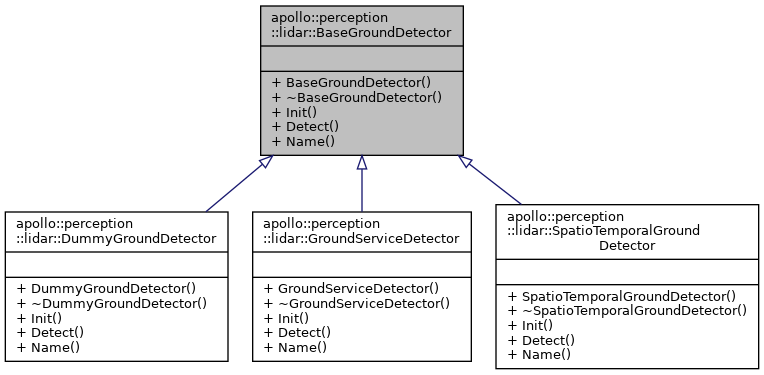 apollo::perception
::lidar::BaseGroundDetector
+ BaseGroundDetector()
+ ~BaseGroundDetector()
+ Init()
+ Detect()
+ Name()
apollo::perception
::lidar::DummyGroundDetector
+ DummyGroundDetector()
+ ~DummyGroundDetector()
+ Init()
+ Detect()
+ Name()
apollo::perception
::lidar::GroundServiceDetector
+ GroundServiceDetector()
+ ~GroundServiceDetector()
+ Init()
+ Detect()
+ Name()
apollo::perception
::lidar::SpatioTemporalGround
Detector
+ SpatioTemporalGroundDetector()
+ ~SpatioTemporalGroundDetector()
+ Init()
+ Detect()
+ Name()